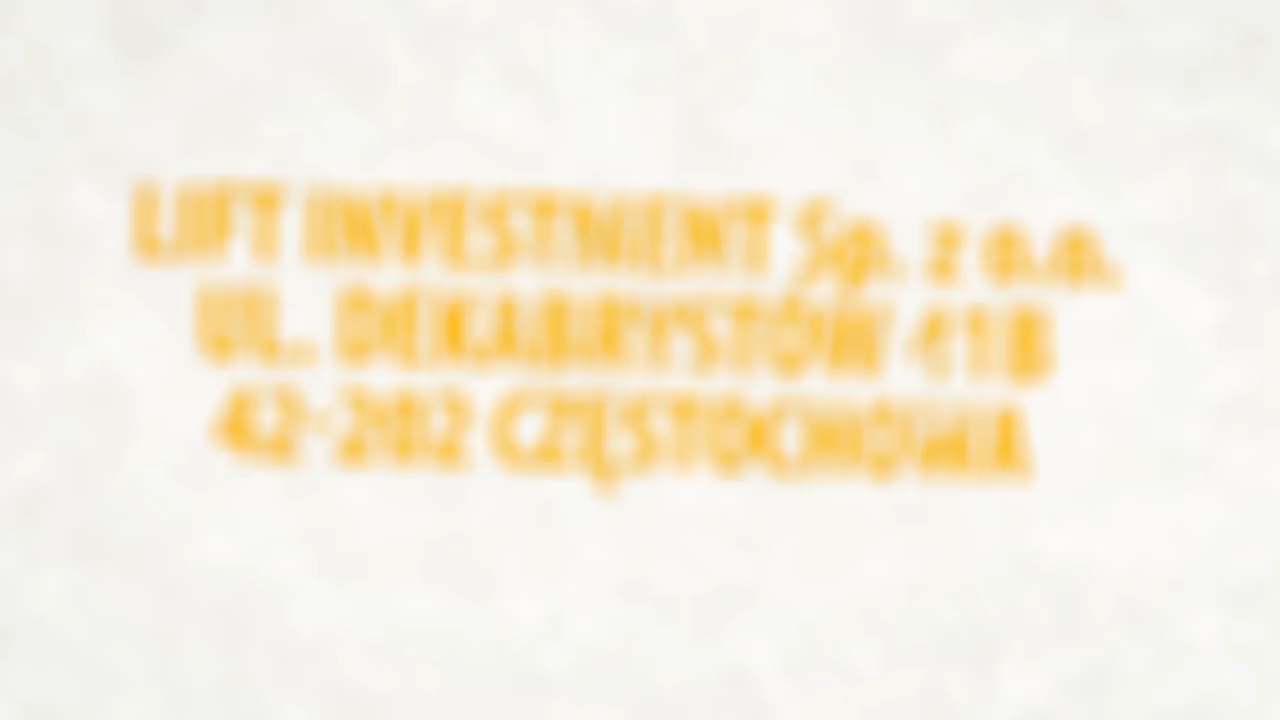 LIFT INVESTMENT Sp. z o.o.
UL. DEKABRYSTÓW 41B
42-202 CZĘSTOCHOWA